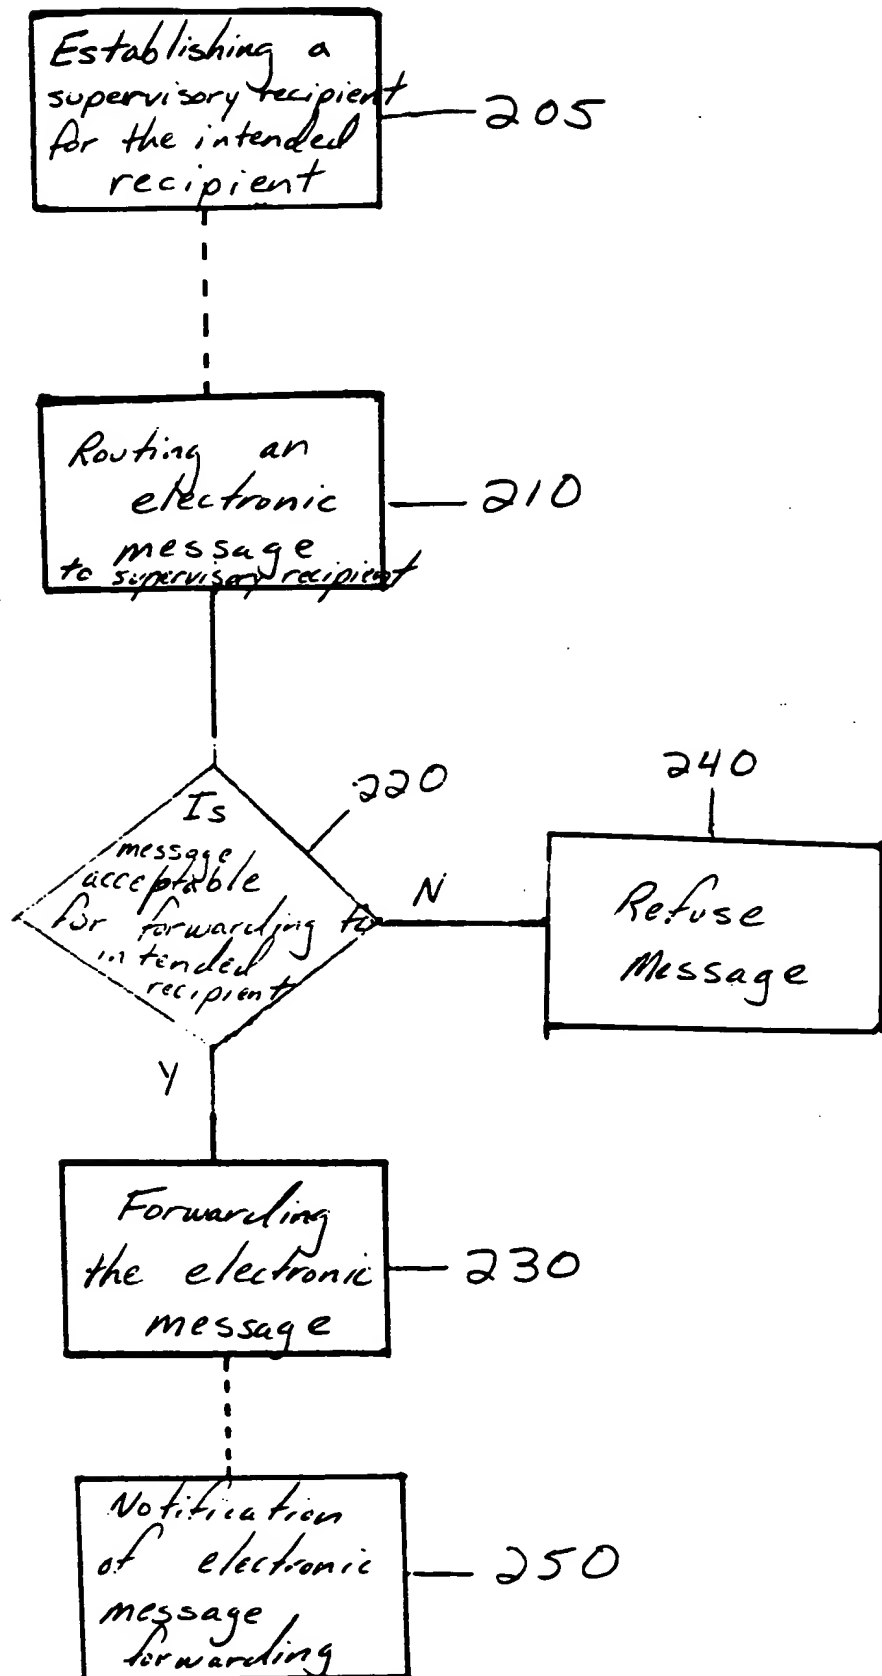 Establishing a
supervisory recipient
for the intended
recipient
205
Routing an
electronic
message
to supervisory recipient
210
Is
message
acceptable
for forwarding to
intended
recipient
220
N
240
Refuse
Message
Y
Forwarding
the electronic
message
230
Notification
of electronic
message
forwarding
250